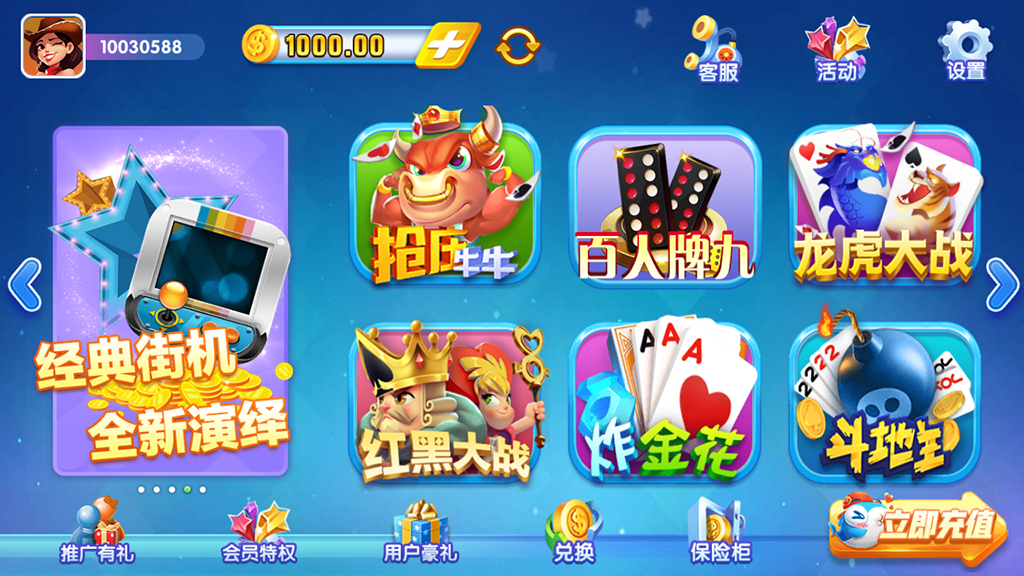 10030588
1000.00
客服
活动
设置
经典街机
全新演绎
抢庄牛牛
百人牌九
龙虎大战
红黑大战
A A A
炸金花
2 2 2
斗地主
推广有礼
会员特权
用户豪礼
兑换
保险柜
立即充值